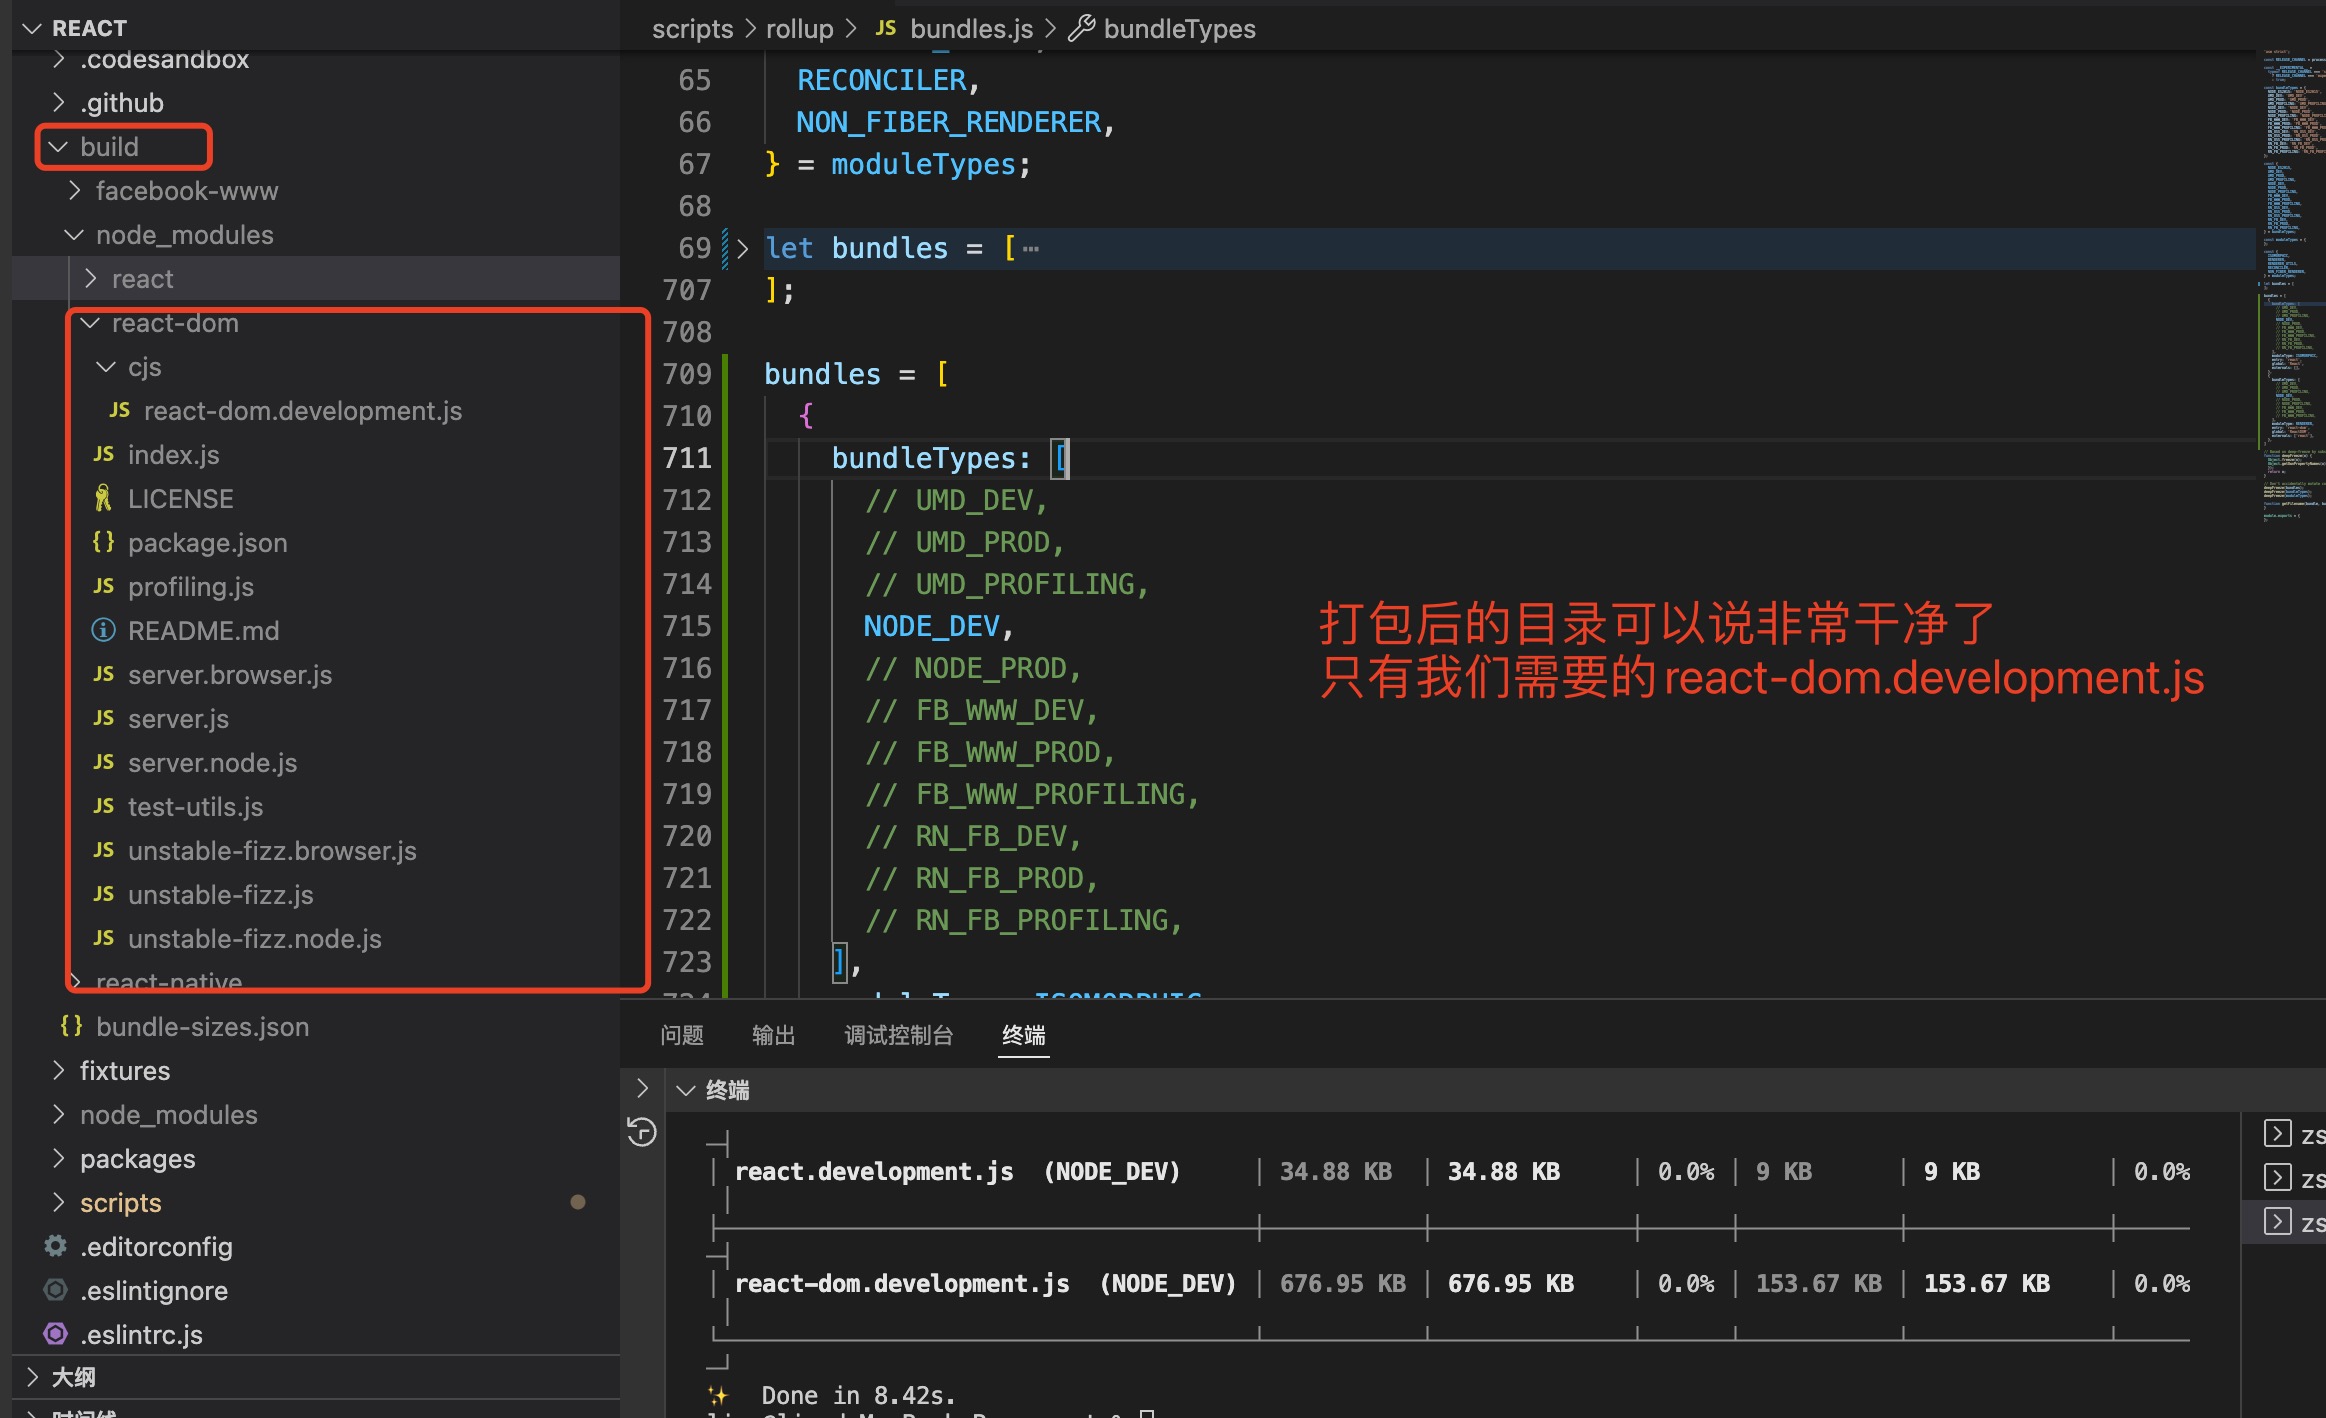 REACT
.codesandbox
.github
build
facebook-www
node_modules
react
react-dom
cjs
JS react-dom.development.js
JS index.js
LICENSE
{} package.json
JS profiling.js
README.md
JS server.browser.js
JS server.js
JS server.node.js
JS test-utils.js
JS unstable-fizz.browser.js
JS unstable-fizz.js
JS unstable-fizz.node.js
react-native
{} bundle-sizes.json
fixtures
node_modules
packages
scripts
.editorconfig
.eslintignore
.eslintrc.js
大纲
时间线
scripts > rollup > JS bundles.js > bundleTypes
65 RECONCILER,
66 NON_FIBER_RENDERER,
67 } = moduleTypes;
68
69 let bundles = [⋯
707 ];
708
709 bundles = [
710 {
711 bundleTypes: [
712 // UMD_DEV,
713 // UMD_PROD,
714 // UMD_PROFILING,
715 NODE_DEV,
716 // NODE_PROD,
717 // FB_WWW_DEV,
718 // FB_WWW_PROD,
719 // FB_WWW_PROFILING,
720 // RN_FB_DEV,
721 // RN_FB_PROD,
722 // RN_FB_PROFILING,
723 ],
打包后的目录可以说非常干净了
只有我们需要的react-dom.development.js
问题 输出 调试控制台 终端
终端
react.development.js (NODE_DEV) | 34.88 KB | 34.88 KB | 0.0% | 9 KB | 9 KB | 0.0%
react-dom.development.js (NODE_DEV) | 676.95 KB | 676.95 KB | 0.0% | 153.67 KB | 153.67 KB | 0.0%
✨ Done in 8.42s.
zs
zs
zs